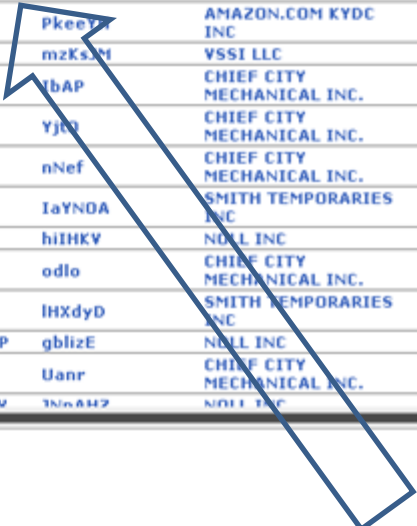 AMAZON.COM KYDC
INC
mzKsJM VSSI LLC
IbAP CHIEF CITY
MECHANICAL INC.
CHIEF CITY
MECHANICAL INC.
nNef CHIEF CITY
MECHANICAL INC.
IaYNOA SMITH TEMPORARIES
INC
hiIHKV NOLL INC
odlo CHIEF CITY
MECHANICAL INC.
lHXdyD SMITH TEMPORARIES
INC
P gblizE NOLL INC
Uanr CHIEF CITY
MECHANICAL INC.
NOLL INC